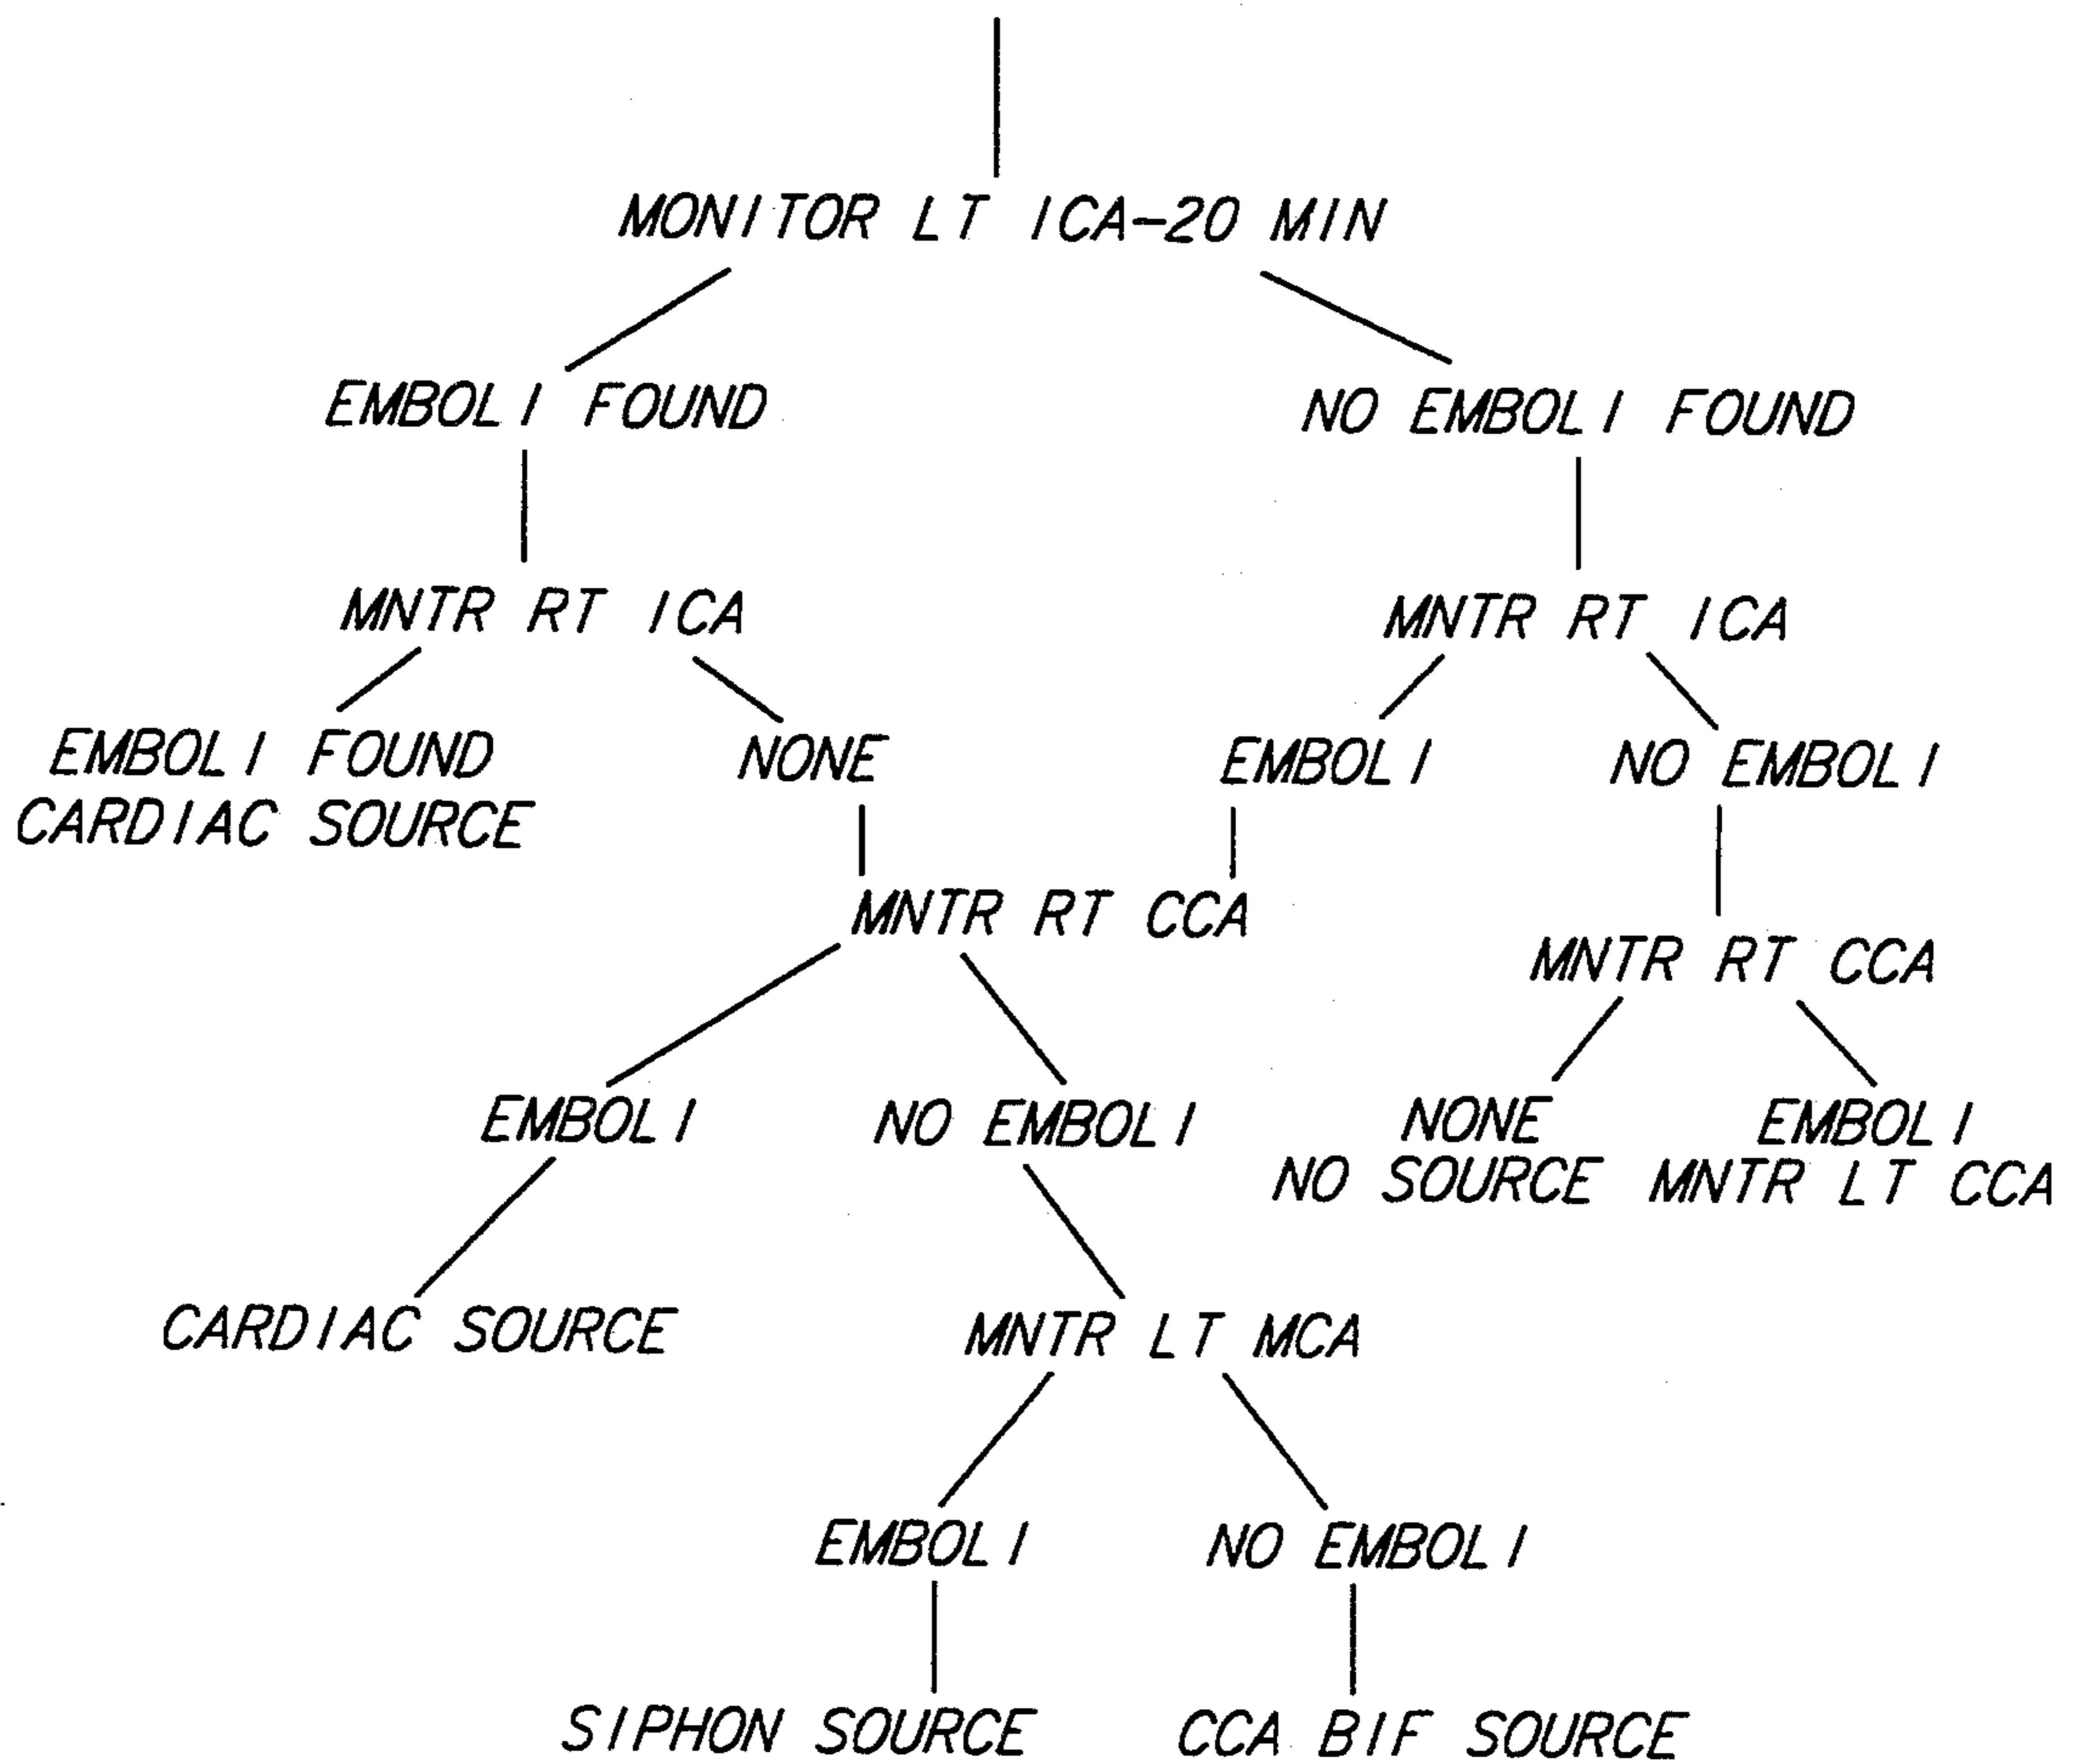 MONITOR LT ICA-20 MIN
EMBOLI FOUND
NO EMBOLI FOUND
MNTR RT ICA
MNTR RT ICA
EMBOLI FOUND
CARDIAC SOURCE
NONE
EMBOLI
NO EMBOLI
MNTR RT CCA
MNTR RT CCA
EMBOLI
NO EMBOLI
NONE
NO SOURCE
EMBOLI
MNTR LT CCA
CARDIAC SOURCE
MNTR LT MCA
EMBOLI
NO EMBOLI
SIPHON SOURCE
CCA BIF SOURCE